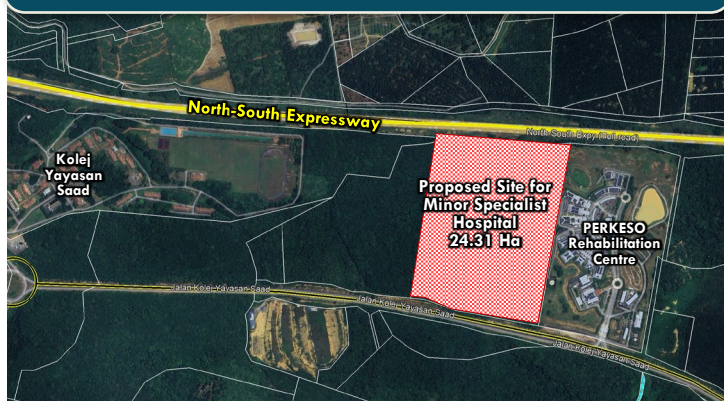 North-South Expressway
North-South Expy (Toll road)
Kolej
Yayasan
Saad
Proposed Site for
Minor Specialist
Hospital
24.31 Ha
PERKESO
Rehabilitation
Centre
Jalan Kolej Yayasan Saad
Jalan Kolej Yayasan Saad
Jalan Kolej Yayasan Saad